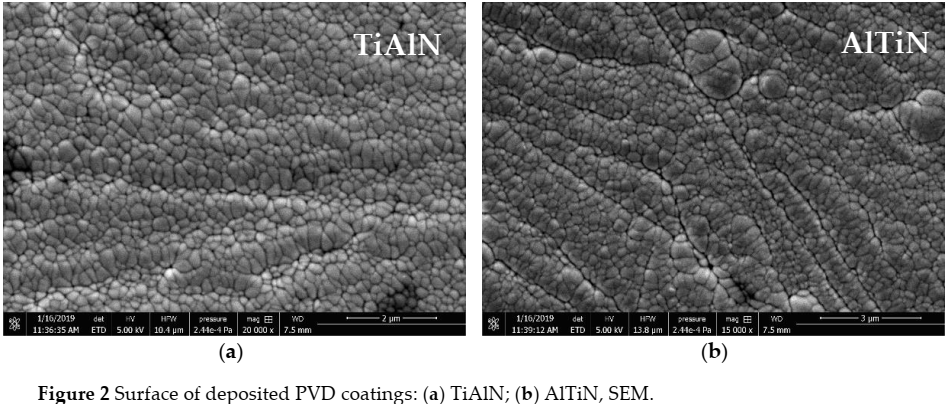 TiAlN
AlTiN
1/16/2019 det HV HFW pressure mag WD 2 µm
11:36:35 AM ETD 5.00 kV 10.4 µm 2.44e-4 Pa 20 000 x 7.5 mm
1/16/2019 det HV HFW pressure mag WD 3 µm
11:39:12 AM ETD 5.00 kV 13.8 µm 2.44e-4 Pa 15 000 x 7.5 mm
(a)
(b)
Figure 2 Surface of deposited PVD coatings: (a) TiAlN; (b) AlTiN, SEM.